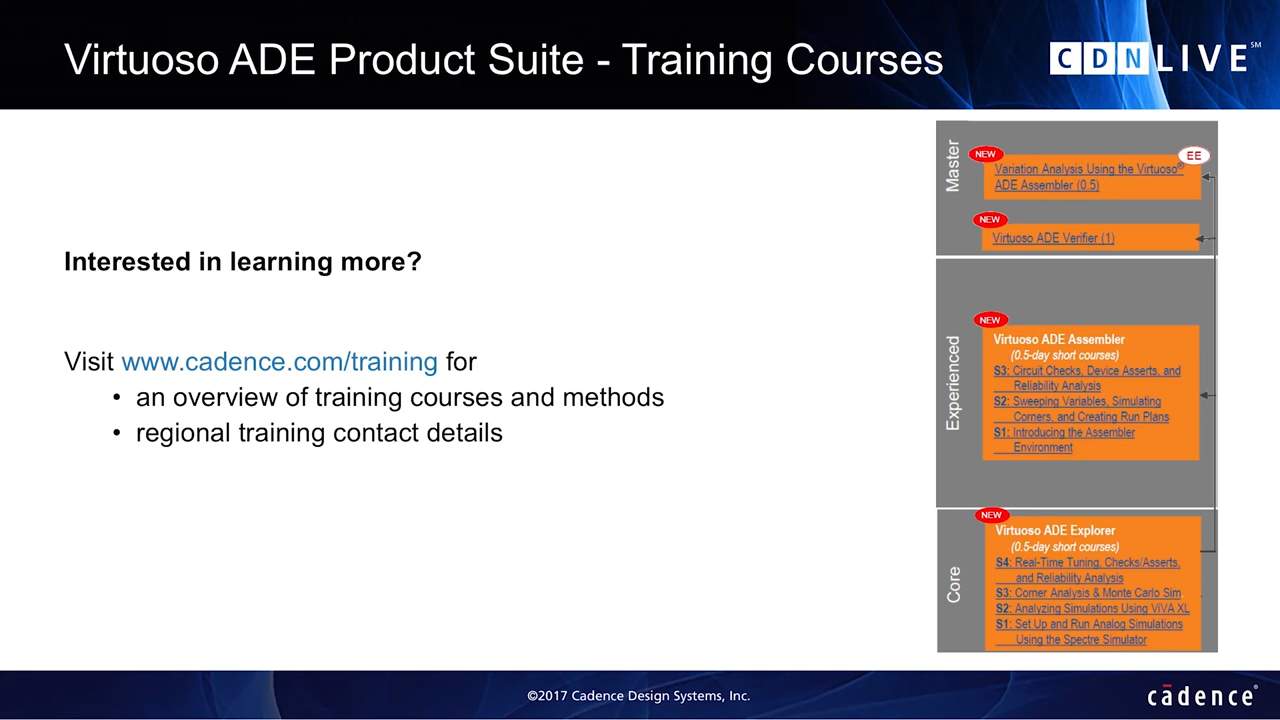 Virtuoso ADE Product Suite - Training Courses
CDNLIVE℠
Interested in learning more?
Visit www.cadence.com/training for
• an overview of training courses and methods
• regional training contact details
Master
NEW
EE
Variation Analysis Using the Virtuoso®
ADE Assembler (0.5)
NEW
Virtuoso ADE Verifier (1)
Experienced
NEW
Virtuoso ADE Assembler
(0.5-day short courses)
S3: Circuit Checks, Device Asserts, and
Reliability Analysis
S2: Sweeping Variables, Simulating
Corners, and Creating Run Plans
S1: Introducing the Assembler
Environment
Core
NEW
Virtuoso ADE Explorer
(0.5-day short courses)
S4: Real-Time Tuning, Checks/Asserts,
and Reliability Analysis
S3: Corner Analysis & Monte Carlo Sim.
S2: Analyzing Simulations Using ViVA XL
S1: Set Up and Run Analog Simulations
Using the Spectre Simulator
©2017 Cadence Design Systems, Inc.
cādence®